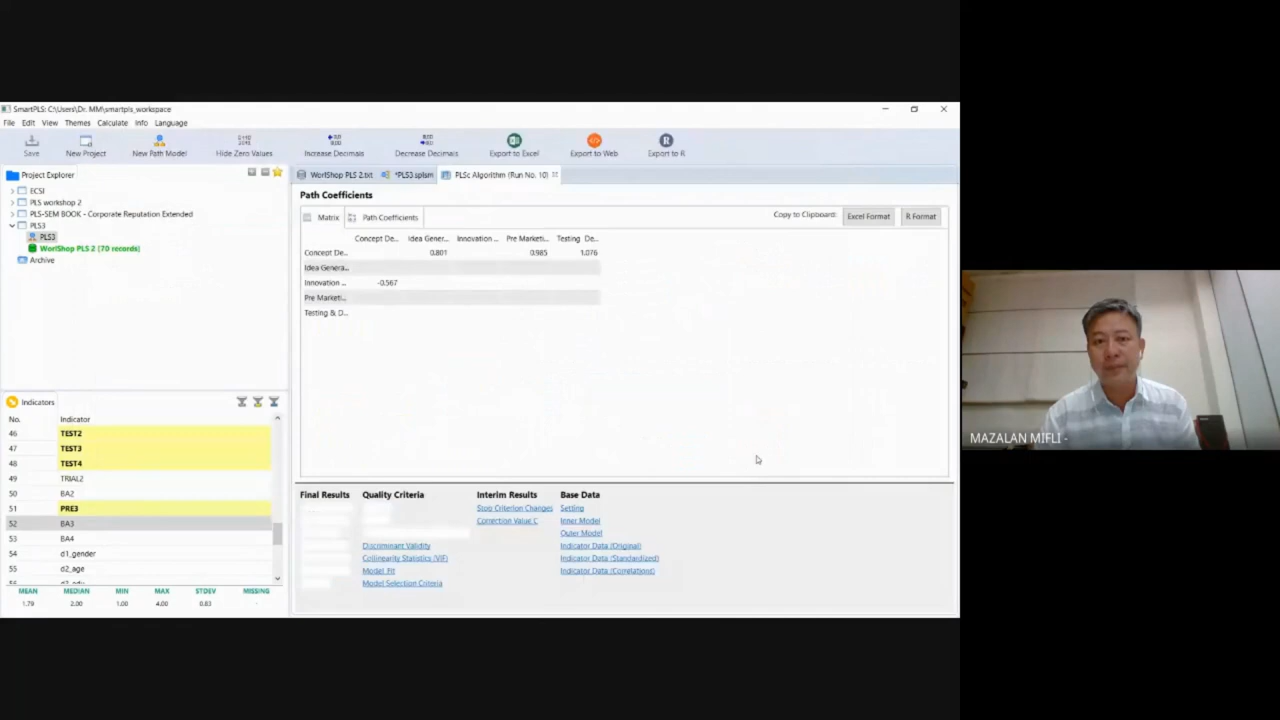 SmartPLS: C:\Users\Dr. MM\smartpls_workspace
File Edit View Themes Calculate Info Language
Save New Project New Path Model Hide Zero Values Increase Decimals Decrease Decimals Export to Excel Export to Web Export to R
Project Explorer
ECSI
PLS workshop 2
PLS-SEM BOOK - Corporate Reputation Extended
PLS3
PLS3
WorlShop PLS 2 [70 records]
Archive
Indicators
No. Indicator
46 TEST2
47 TEST3
48 TEST4
49 TRIAL2
50 BA2
51 PRE3
52 BA3
53 BA4
54 d1_gender
55 d2_age
MEAN MEDIAN MIN MAX STDEV MISSING
1.79 2.00 1.00 4.00 0.83 -
WorlShop PLS 2.txt *PLS3.splsm PLSc Algorithm (Run No. 10)
Path Coefficients
Matrix Path Coefficients Copy to Clipboard: Excel Format R Format
Concept De... Idea Gener... Innovation ... Pre Marketi... Testing De...
Concept De... 0.801 0.985 1.076
Idea Genera...
Innovation ... -0.567
Pre Marketi...
Testing & D...
Final Results Quality Criteria Interim Results Base Data
Stop Criterion Changes Setting
Correction Value C Inner Model
Outer Model
Discriminant Validity Indicator Data (Original)
Collinearity Statistics (VIF) Indicator Data (Standardized)
Model Fit Indicator Data (Correlations)
Model Selection Criteria
MAZALAN MIFLI -